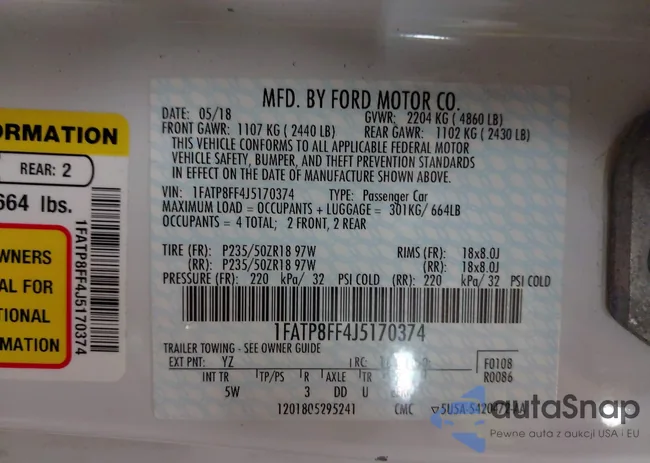 ORMATION
REAR: 2
664 lbs.
WNERS
AL FOR
TIONAL
MATION
1FATP8FF4J5170374
MFD. BY FORD MOTOR CO.
DATE: 05/18 GVWR: 2204 KG ( 4860 LB)
FRONT GAWR: 1107 KG ( 2440 LB) REAR GAWR: 1102 KG ( 2430 LB)
THIS VEHICLE CONFORMS TO ALL APPLICABLE FEDERAL MOTOR
VEHICLE SAFETY, BUMPER, AND THEFT PREVENTION STANDARDS
IN EFFECT ON THE DATE OF MANUFACTURE SHOWN ABOVE.
VIN: 1FATP8FF4J5170374 TYPE: Passenger Car
MAXIMUM LOAD = OCCUPANTS + LUGGAGE = 301KG/ 664LB
OCCUPANTS = 4 TOTAL; 2 FRONT, 2 REAR
TIRE (FR): P235/50ZR18 97W RIMS (FR): 18x8.0J
(RR): P235/50ZR18 97W (RR): 18x8.0J
PRESSURE (FR): 220 kPa/ 32 PSI COLD (RR): 220 kPa/ 32 PSI COLD
1FATP8FF4J5170374
TRAILER TOWING - SEE OWNER GUIDE
EXT PNT: YZ RC: F0108
R0086
INT TR TP/PS R AXLE TR
5W 3 DD U
1201805295241 CMC
autoSnap
Pewne auta z aukcji USA i EU